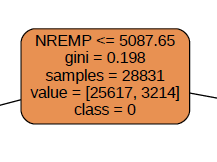 NREMP <= 5087.65
gini = 0.198
samples = 28831
value = [25617, 3214]
class = 0